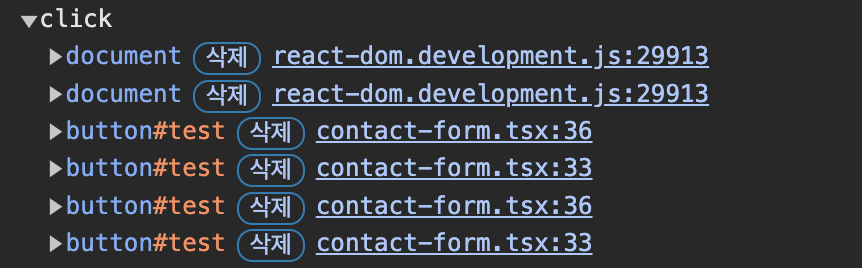 ▼click
▶document 삭제 react-dom.development.js:29913
▶document 삭제 react-dom.development.js:29913
▶button#test 삭제 contact-form.tsx:36
▶button#test 삭제 contact-form.tsx:33
▶button#test 삭제 contact-form.tsx:36
▶button#test 삭제 contact-form.tsx:33